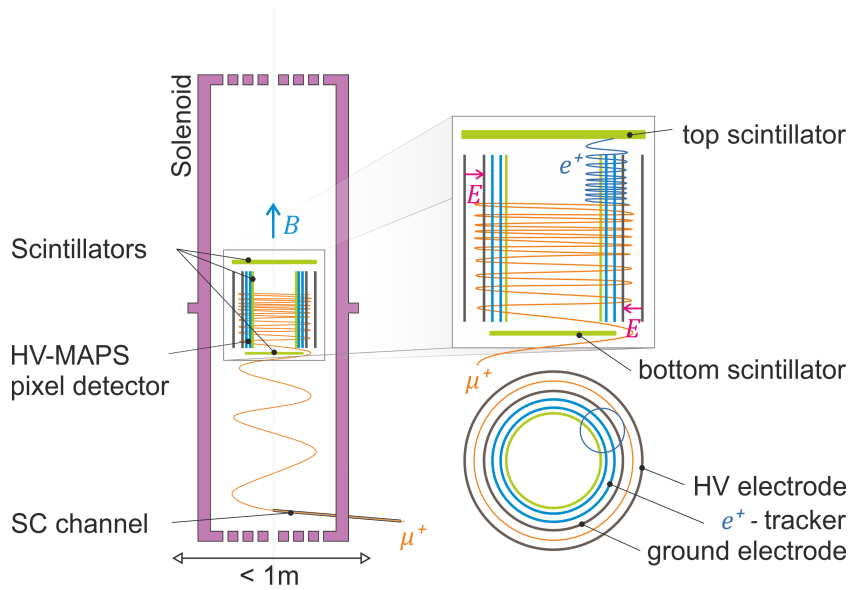 Solenoid
B
Scintillators
HV-MAPS
pixel detector
SC channel
μ⁺
< 1m
top scintillator
e⁺
E
E
bottom scintillator
μ⁺
HV electrode
e⁺ - tracker
ground electrode